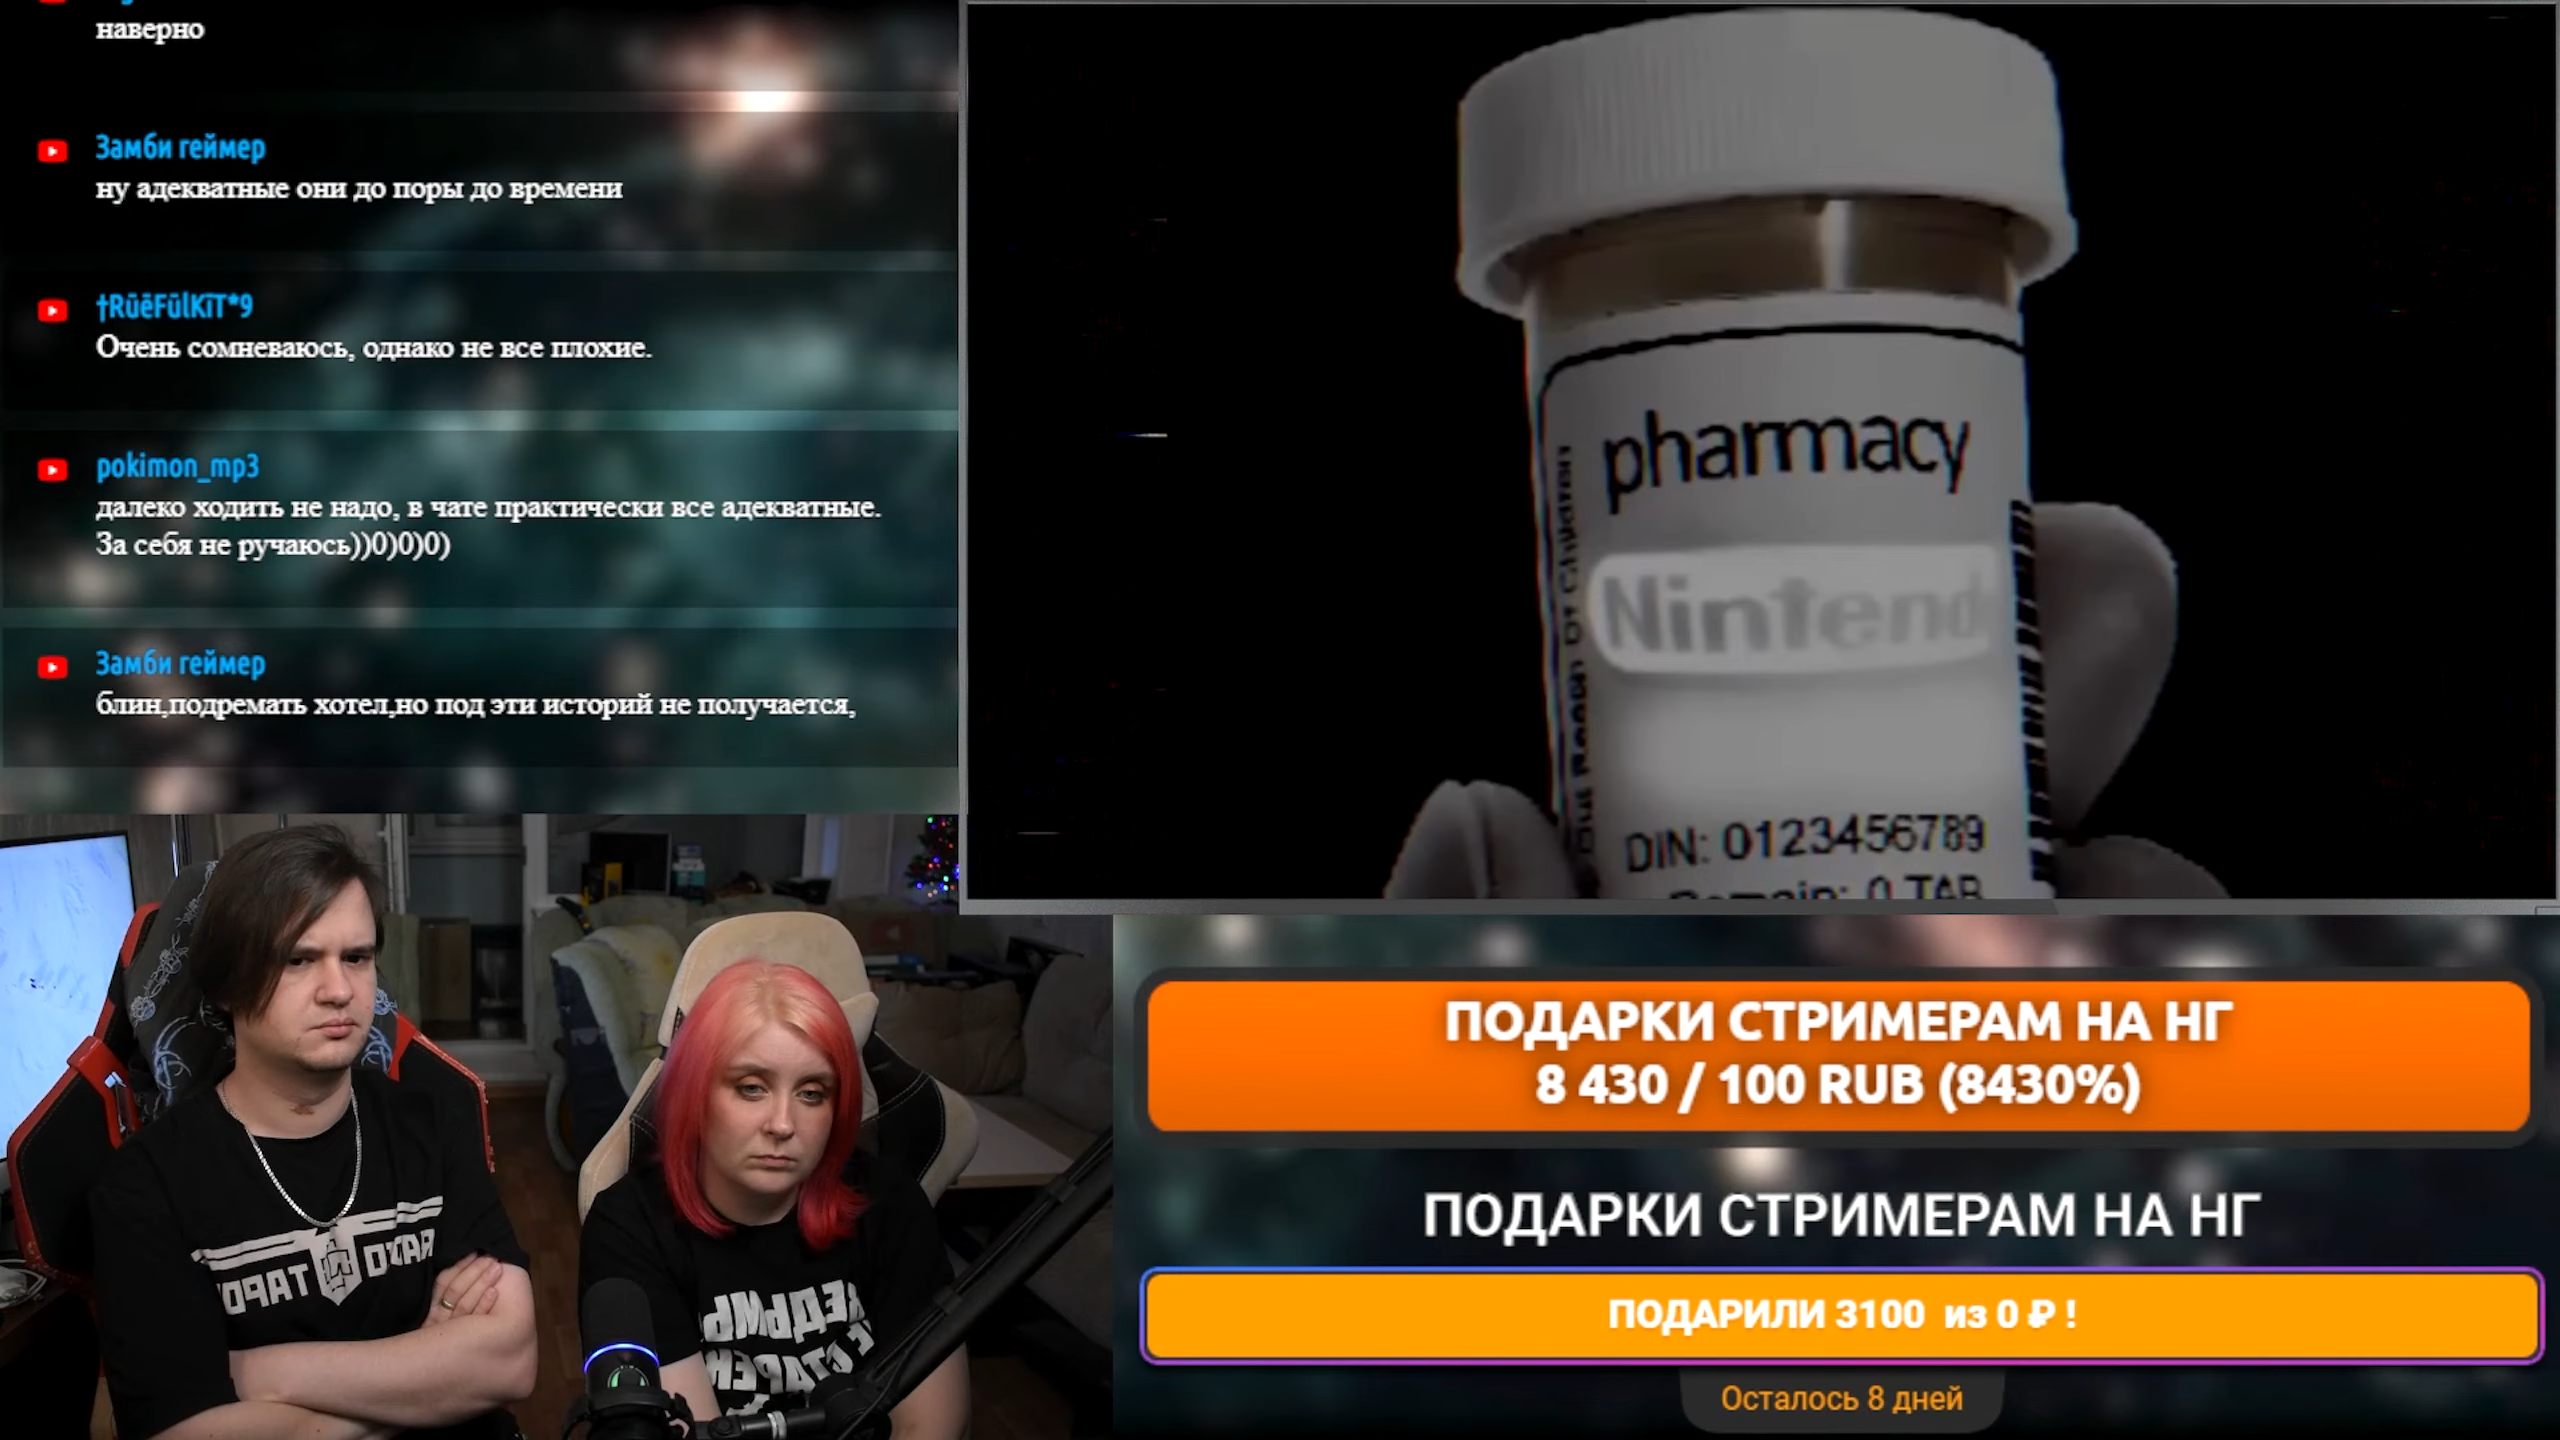 наверно
Замби геймер
ну адекватные они до поры до времени
†RūēFūlKīT*9
Очень сомневаюсь, однако не все плохие.
pokimon_mp3
далеко ходить не надо, в чате практически все адекватные.
За себя не ручаюсь))0)0)0)
Замби геймер
блин,подремать хотел,но под эти историй не получается,
pharmacy
Nintend
DIN: 0123456789
0 TAB
ПОДАРКИ СТРИМЕРАМ НА НГ
8 430 / 100 RUB (8430%)
ПОДАРКИ СТРИМЕРАМ НА НГ
ПОДАРИЛИ 3100 из 0 ₽ !
Осталось 8 дней